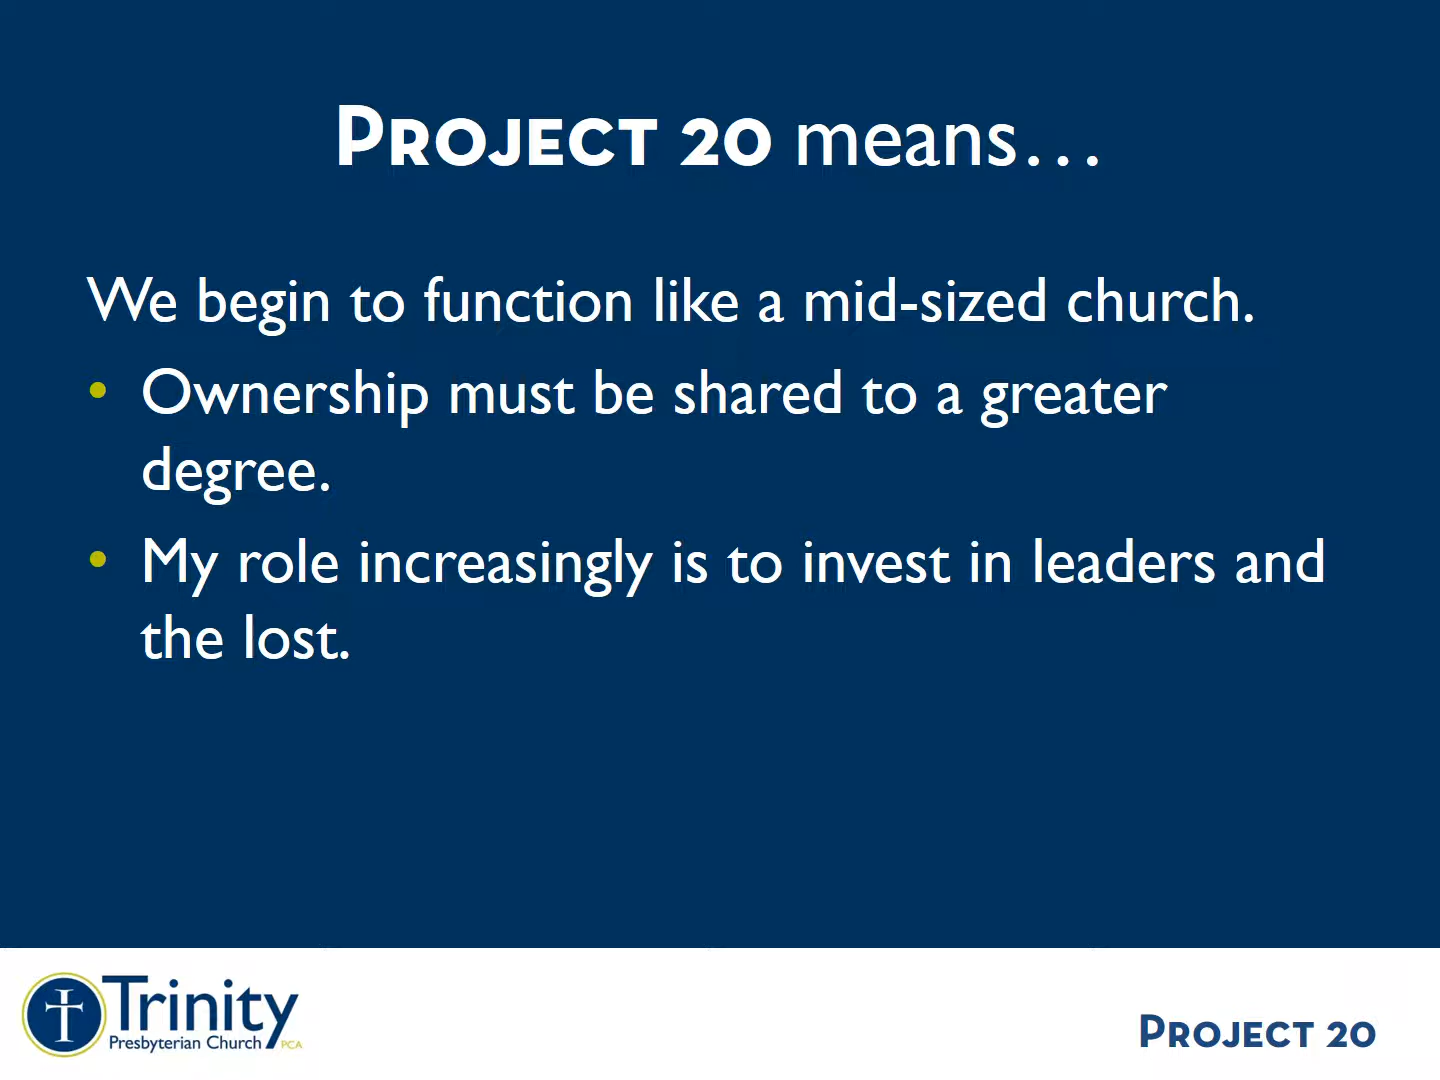 PROJECT 20 means...
We begin to function like a mid-sized church.
• Ownership must be shared to a greater
degree.
• My role increasingly is to invest in leaders and
the lost.
Trinity
Presbyterian Church PCA
PROJECT 20